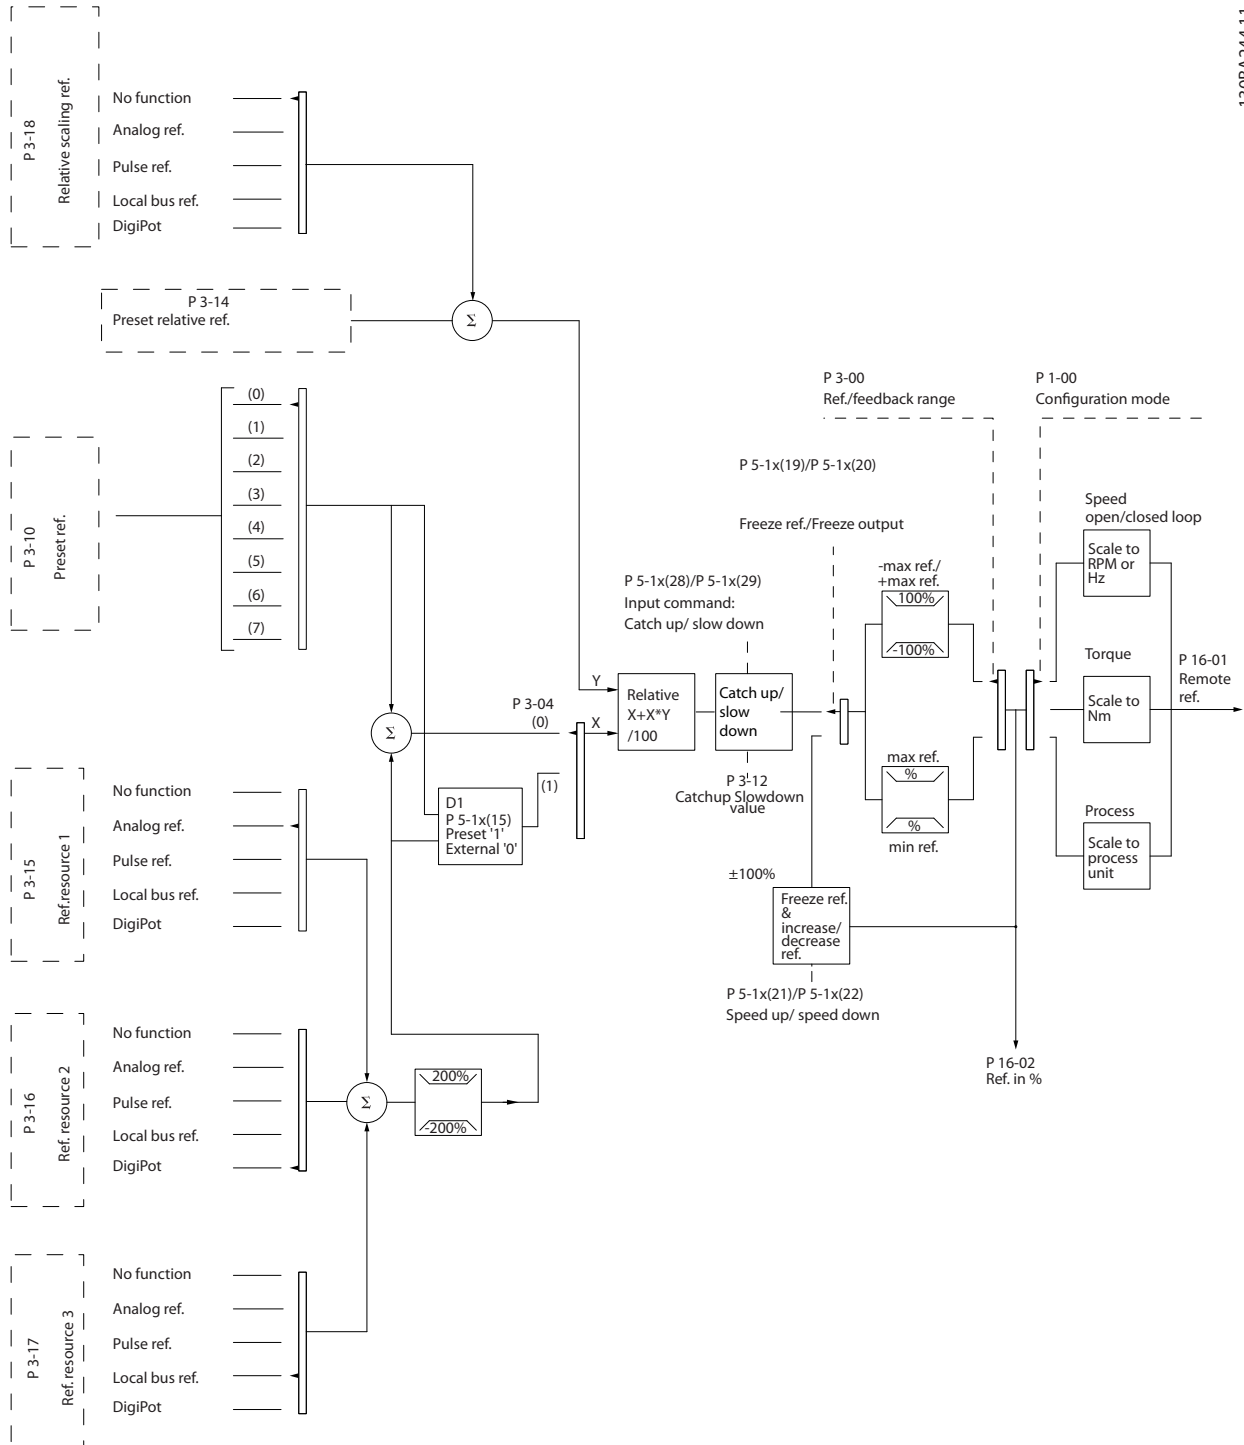 130BA244.11
P 3-18
Relative scaling ref.
No function
Analog ref.
Pulse ref.
Local bus ref.
DigiPot
P 3-14
Preset relative ref.
Σ
P 3-10
Preset ref.
(0)
(1)
(2)
(3)
(4)
(5)
(6)
(7)
P 3-00
Ref./feedback range
P 1-00
Configuration mode
P 5-1x(19)/P 5-1x(20)
Freeze ref./Freeze output
Speed
open/closed loop
Scale to
RPM or
Hz
-max ref./
+max ref.
100%
-100%
P 5-1x(28)/P 5-1x(29)
Input command:
Catch up/ slow down
Torque
Scale to
Nm
P 16-01
Remote
ref.
Y
X
Relative
X+X*Y
/100
Catch up/
slow
down
P 3-04
(0)
(1)
Σ
P 3-12
Catchup Slowdown
value
max ref.
%
%
min ref.
Process
Scale to
process
unit
D1
P 5-1x(15)
Preset '1'
External '0'
±100%
Freeze ref.
&
increase/
decrease
ref.
P 5-1x(21)/P 5-1x(22)
Speed up/ speed down
P 16-02
Ref. in %
P 3-15
Ref.resource 1
No function
Analog ref.
Pulse ref.
Local bus ref.
DigiPot
P 3-16
Ref. resource 2
No function
Analog ref.
Pulse ref.
Local bus ref.
DigiPot
Σ
200%
-200%
P 3-17
Ref. resource 3
No function
Analog ref.
Pulse ref.
Local bus ref.
DigiPot